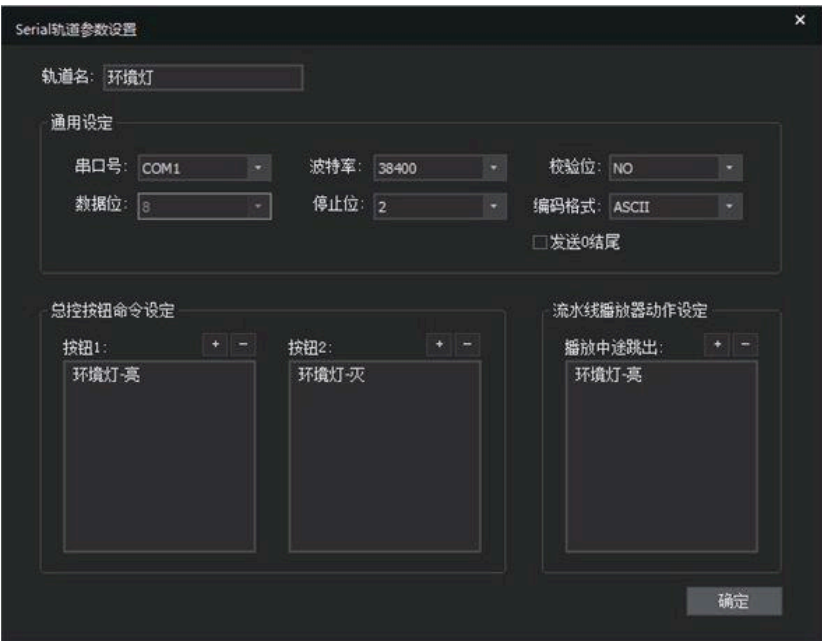 Serial轨道参数设置
轨道名: 环境灯
通用设定
串口号: COM1 波特率: 38400 校验位: NO
数据位: 8 停止位: 2 编码格式: ASCII
发送0结尾
总控按钮命令设定 流水线播放器动作设定
按钮1: + - 按钮2: + - 播放中途跳出: + -
环境灯-亮 环境灯-灭 环境灯-亮
确定